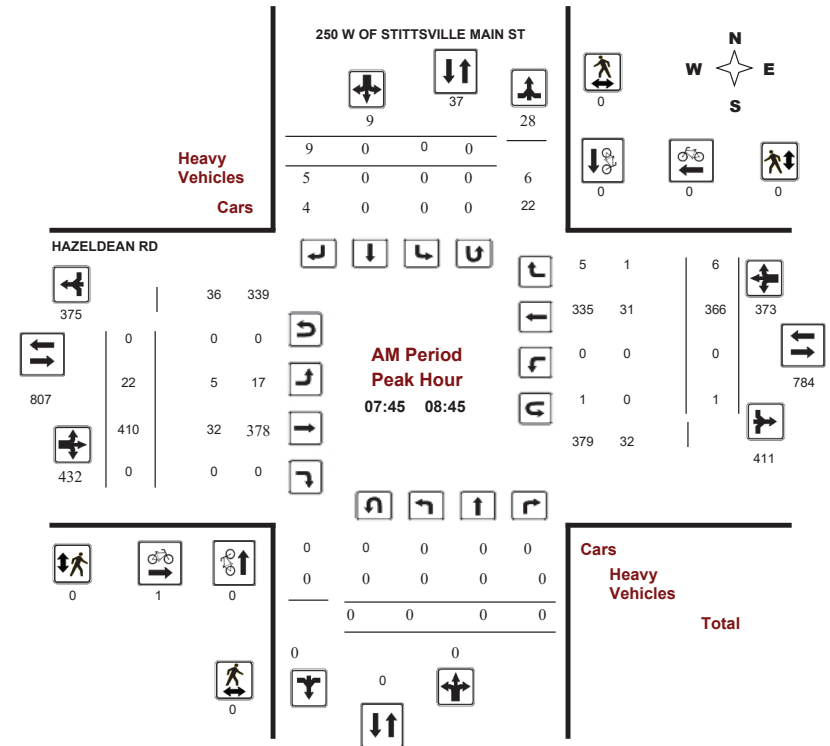 250 W OF STITTSVILLE MAIN ST
N
W E
S
37
0
9 28
9 0 0 0
Heavy
Vehicles
5 0 0 0 6
Cars
4 0 0 0 22
0 0 0
HAZELDEAN RD
375
36 339
5 1 6
335 31 366 373
0 0 0
0 0 0
807
22 5 17
784
1 0 1
410 32 378
379 32
411
432
0 0 0
AM Period
Peak Hour
07:45 08:45
0 0 0 0 0
Cars
0 0 0 0 0
Heavy
Vehicles
0 1 0
0 0 0 0
Total
0 0
0
0